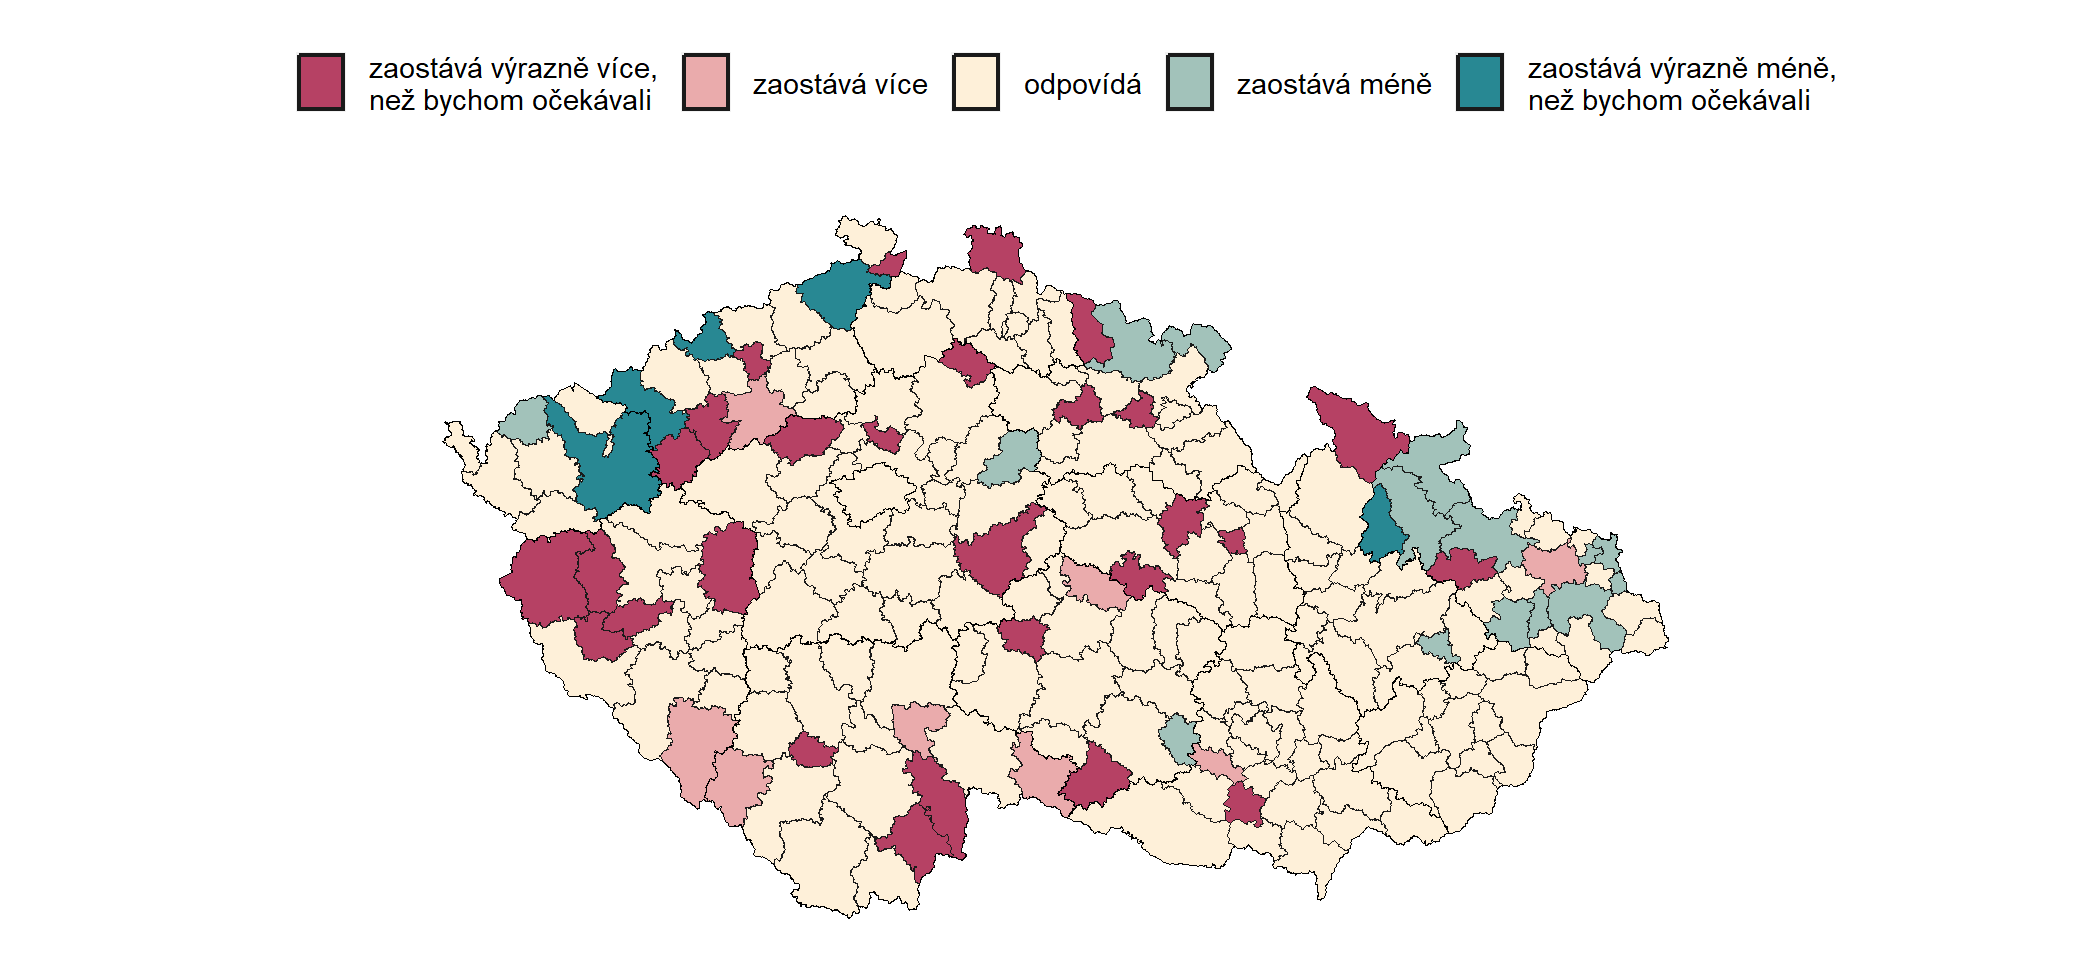 zaostává výrazně více,
než bychom očekávali
zaostává více
odpovídá
zaostává méně
zaostává výrazně méně,
než bychom očekávali